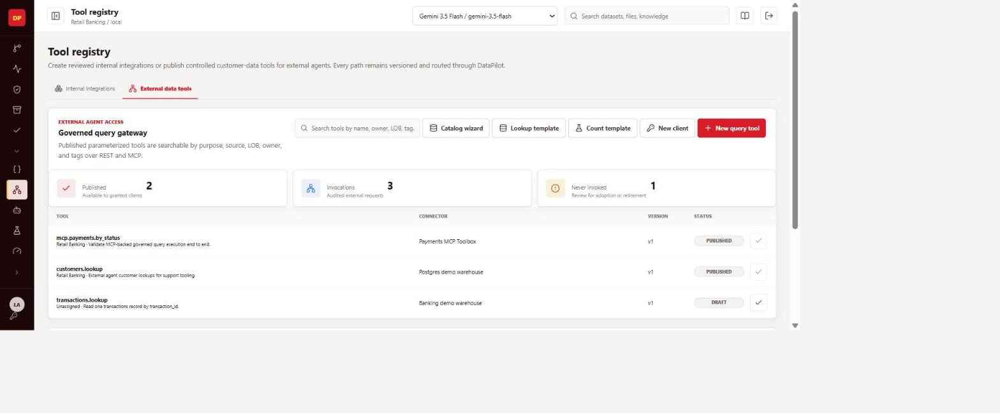 DP
Tool registry
Retail Banking / local
Gemini 3.5 Flash / gemini-3.5-flash
Search datasets, files, knowledge
Tool registry
Create reviewed internal integrations or publish controlled customer-data tools for external agents. Every path remains versioned and routed through DataPilot.
Internal integrations
External data tools
EXTERNAL AGENT ACCESS
Governed query gateway
Published parameterized tools are searchable by purpose, source, LOB, owner,
and tags over REST and MCP.
Search tools by name, owner, LOB, tag.
Catalog wizard
Lookup template
Count template
New client
New query tool
Published
2
Available to granted clients
Invocations
3
Audited external requests
Never invoked
1
Review for adoption or retirement
TOOL CONNECTOR VERSION STATUS
mcp.payments.by_status
Retail Banking · Validate MCP-backed governed query execution end to end.
Payments MCP Toolbox
v1
PUBLISHED
customers.lookup
Retail Banking · External agent customer lookups for support tooling.
Postgres demo warehouse
v1
PUBLISHED
transactions.lookup
Unassigned · Read one transactions record by transaction_id.
Banking demo warehouse
v1
DRAFT
LA